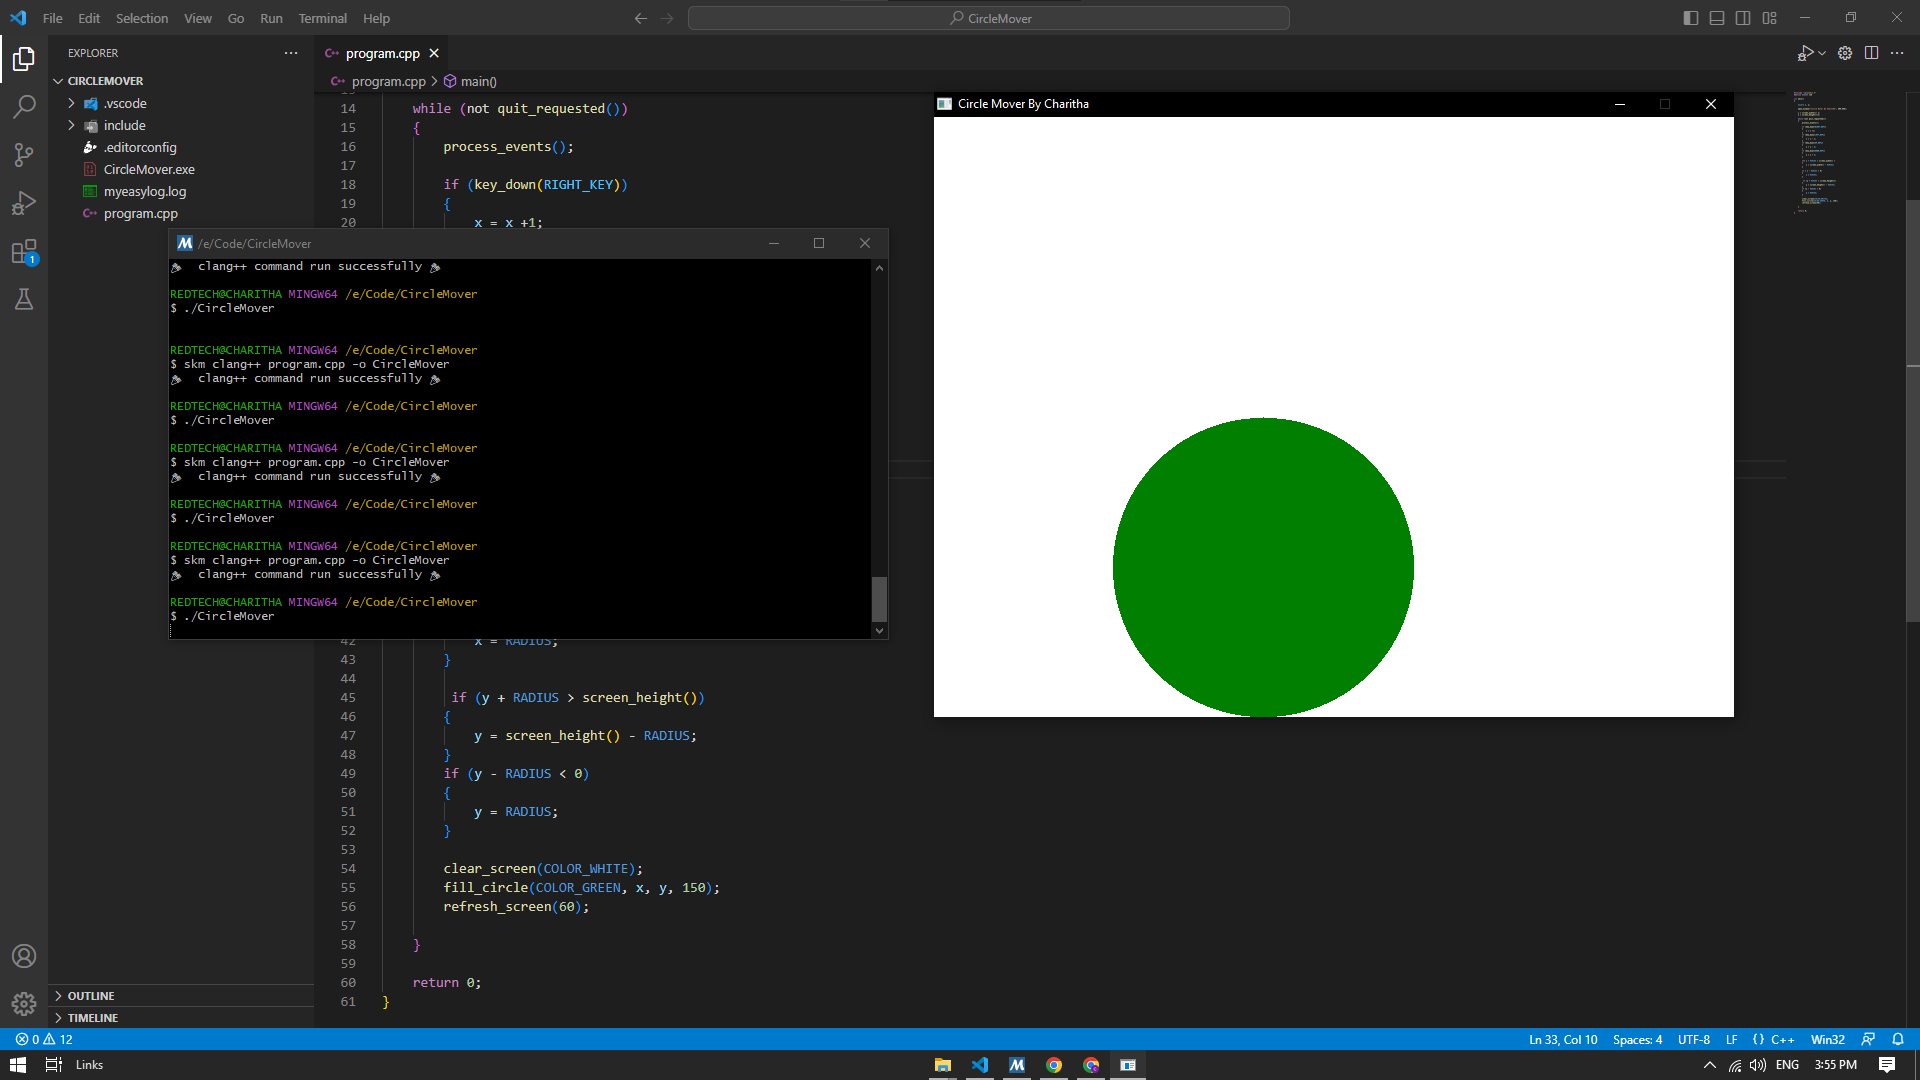 File Edit Selection View Go Run Terminal Help
CircleMover
EXPLORER
CIRCLEMOVER
.vscode
include
.editorconfig
CircleMover.exe
myeasylog.log
program.cpp
OUTLINE
TIMELINE
1
program.cpp
program.cpp > main()
14 while (not quit_requested())
15 {
16 process_events();
17
18 if (key_down(RIGHT_KEY))
19 {
20 x = x +1;
/e/Code/CircleMover
clang++ command run successfully
REDTECH@CHARITHA MINGW64 /e/Code/CircleMover
$ ./CircleMover
REDTECH@CHARITHA MINGW64 /e/Code/CircleMover
$ skm clang++ program.cpp -o CircleMover
clang++ command run successfully
REDTECH@CHARITHA MINGW64 /e/Code/CircleMover
$ ./CircleMover
REDTECH@CHARITHA MINGW64 /e/Code/CircleMover
$ skm clang++ program.cpp -o CircleMover
clang++ command run successfully
REDTECH@CHARITHA MINGW64 /e/Code/CircleMover
$ ./CircleMover
REDTECH@CHARITHA MINGW64 /e/Code/CircleMover
$ skm clang++ program.cpp -o CircleMover
clang++ command run successfully
REDTECH@CHARITHA MINGW64 /e/Code/CircleMover
$ ./CircleMover
42 x = RADIUS;
43 }
44
45 if (y + RADIUS > screen_height())
46 {
47 y = screen_height() - RADIUS;
48 }
49 if (y - RADIUS < 0)
50 {
51 y = RADIUS;
52 }
53
54 clear_screen(COLOR_WHITE);
55 fill_circle(COLOR_GREEN, x, y, 150);
56 refresh_screen(60);
57
58 }
59
60 return 0;
61 }
Circle Mover By Charitha
0 12
Ln 33, Col 10 Spaces: 4 UTF-8 LF {} C++ Win32
Links
ENG 3:55 PM